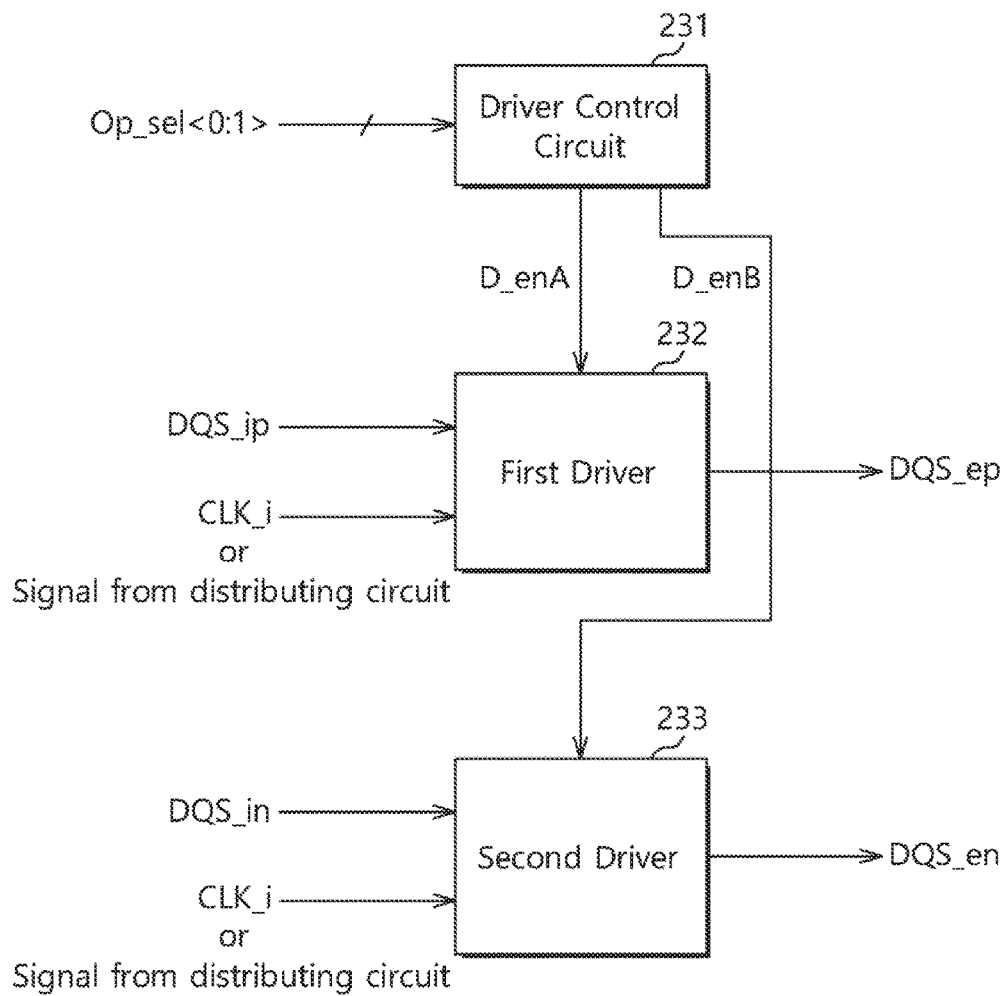 231
Op_sel<0:1>
Driver Control
Circuit
D_enA
D_enB
232
DQS_ip
First Driver
DQS_ep
CLK_i
or
Signal from distributing circuit
233
DQS_in
Second Driver
DQS_en
CLK_i
or
Signal from distributing circuit